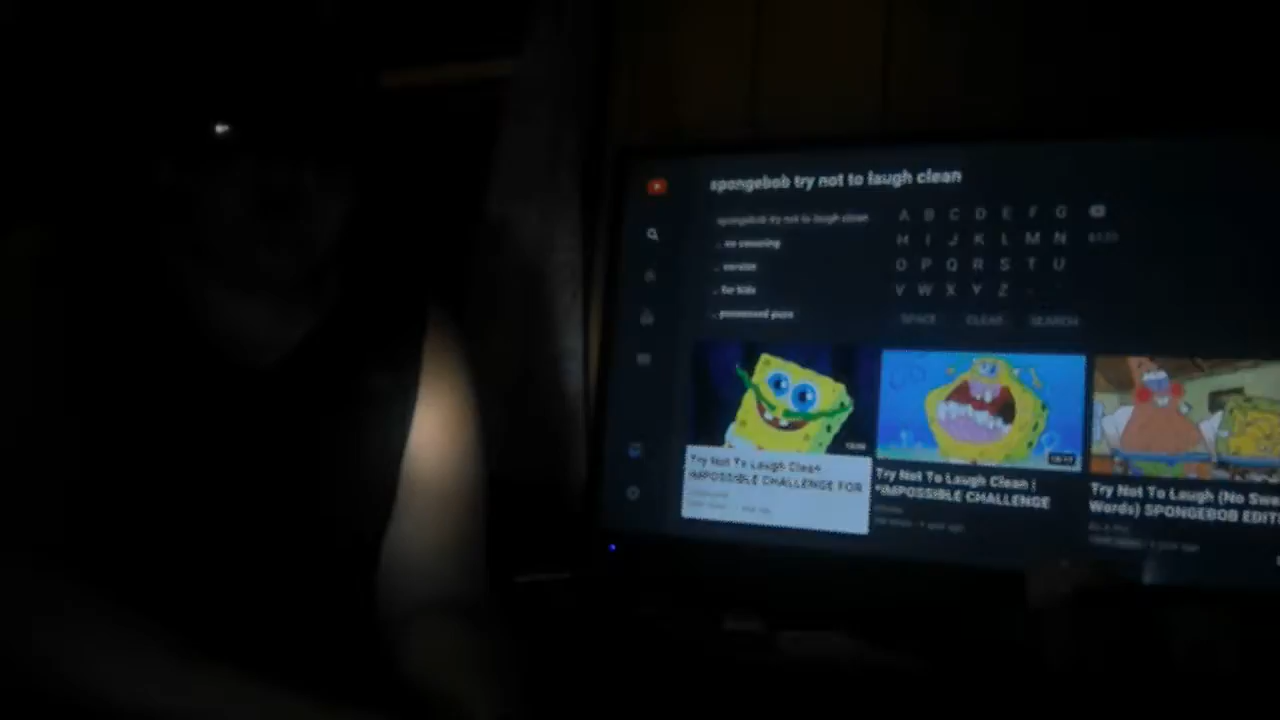 spongebob try not to laugh clean
spongebob try not to laugh clean
.. no swearing
.. version
.. for kids
A B C D E F G
H I J K L M N
O P Q R S T U
V W X Y Z
SPACE CLEAR SEARCH
Try Not To Laugh Clean
*IMPOSSIBLE CHALLENGE FOR
Try Not To Laugh Clean |
*IMPOSSIBLE CHALLENGE
Try Not To Laugh (No Swe
Words) SPONGEBOB EDIT